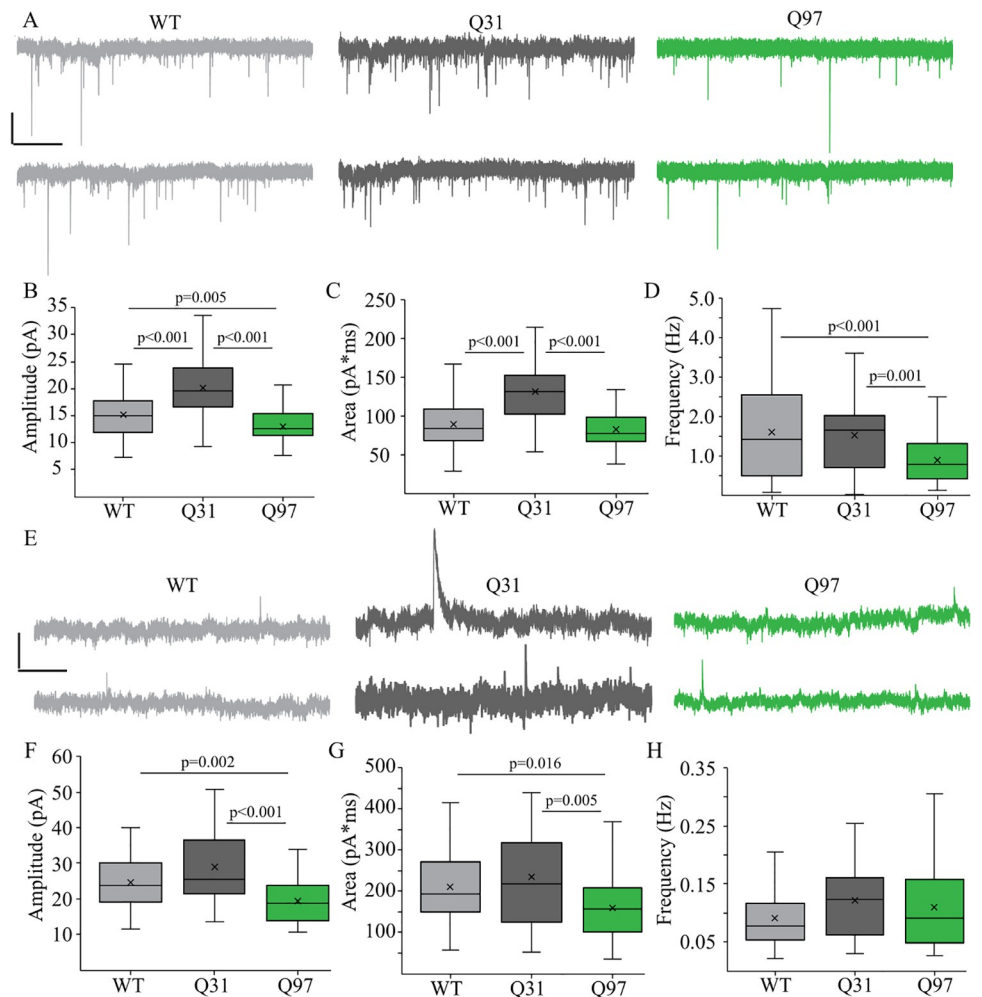 A
WT
Q31
Q97
B
C
D
35
30
25
20
15
10
5
Amplitude (pA)
p=0.005
p<0.001
p<0.001
WT
Q31
Q97
250
200
150
100
50
Area (pA*ms)
p<0.001
p<0.001
WT
Q31
Q97
5.0
4.0
3.0
2.0
1.0
Frequency (Hz)
p<0.001
p=0.001
WT
Q31
Q97
E
WT
Q31
Q97
F
G
H
60
50
40
30
20
10
Amplitude (pA)
p=0.002
p<0.001
WT
Q31
Q97
500
400
300
200
100
Area (pA*ms)
p=0.016
p=0.005
WT
Q31
Q97
0.35
0.25
0.15
0.05
Frequency (Hz)
WT
Q31
Q97